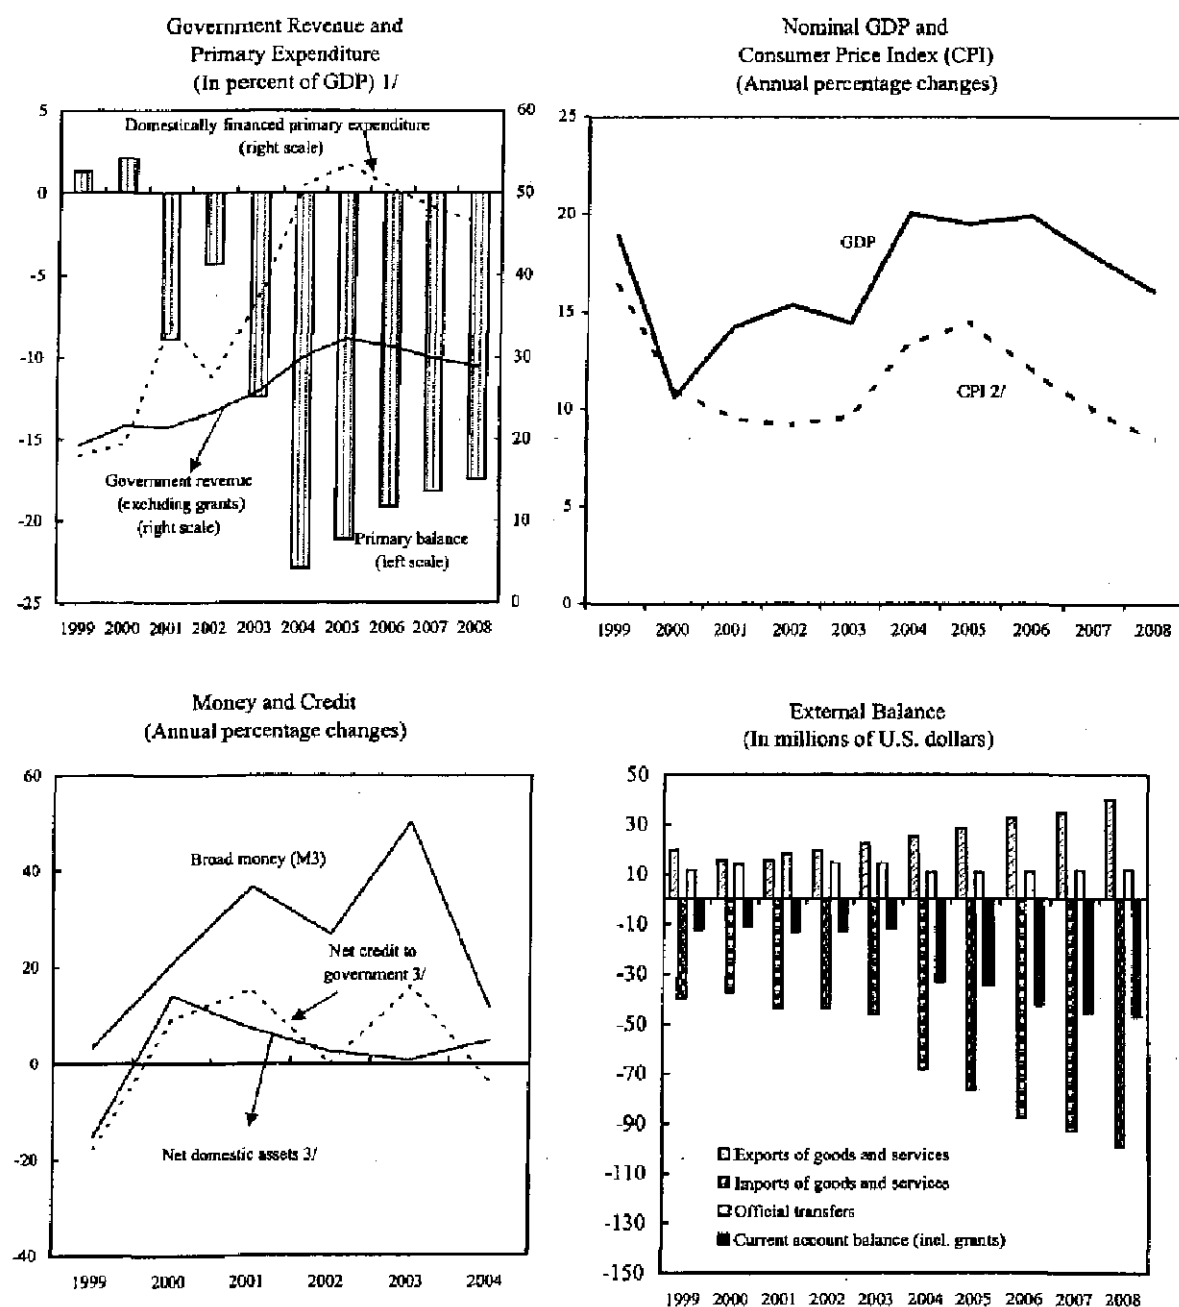 Government Revenue and
Primary Expenditure
(In percent of GDP) 1/
5
0
-5
-10
-15
-20
-25
60
50
40
30
20
10
0
Domestically financed primary expenditure
(right scale)
Government revenue
(excluding grants)
(right scale)
Primary balance
(left scale)
1999 2000 2001 2002 2003 2004 2005 2006 2007 2008
Nominal GDP and
Consumer Price Index (CPI)
(Annual percentage changes)
25
20
15
10
5
0
GDP
CPI 2/
1999 2000 2001 2002 2003 2004 2005 2006 2007 2008
Money and Credit
(Annual percentage changes)
60
40
20
0
-20
-40
Broad money (M3)
Net credit to
government 3/
Net domestic assets 3/
1999 2000 2001 2002 2003 2004
External Balance
(In millions of U.S. dollars)
50
30
10
-10
-30
-50
-70
-90
-110
-130
-150
Exports of goods and services
Imports of goods and services
Official transfers
Current account balance (incl. grants)
1999 2000 2001 2002 2003 2004 2005 2006 2007 2008